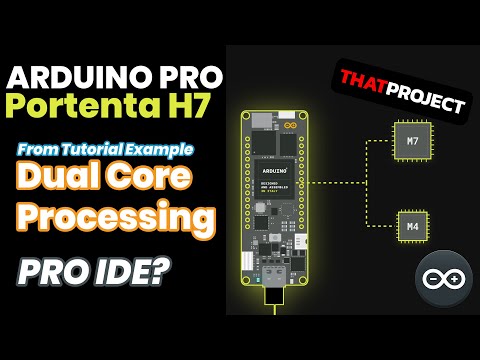 ARDUINO PRO
Portenta H7
From Tutorial Example
Dual Core
Processing
PRO IDE?
THATPROJECT
ARDUINO
DESIGNED
AND ASSEMBLED
IN ITALY
M7
M4